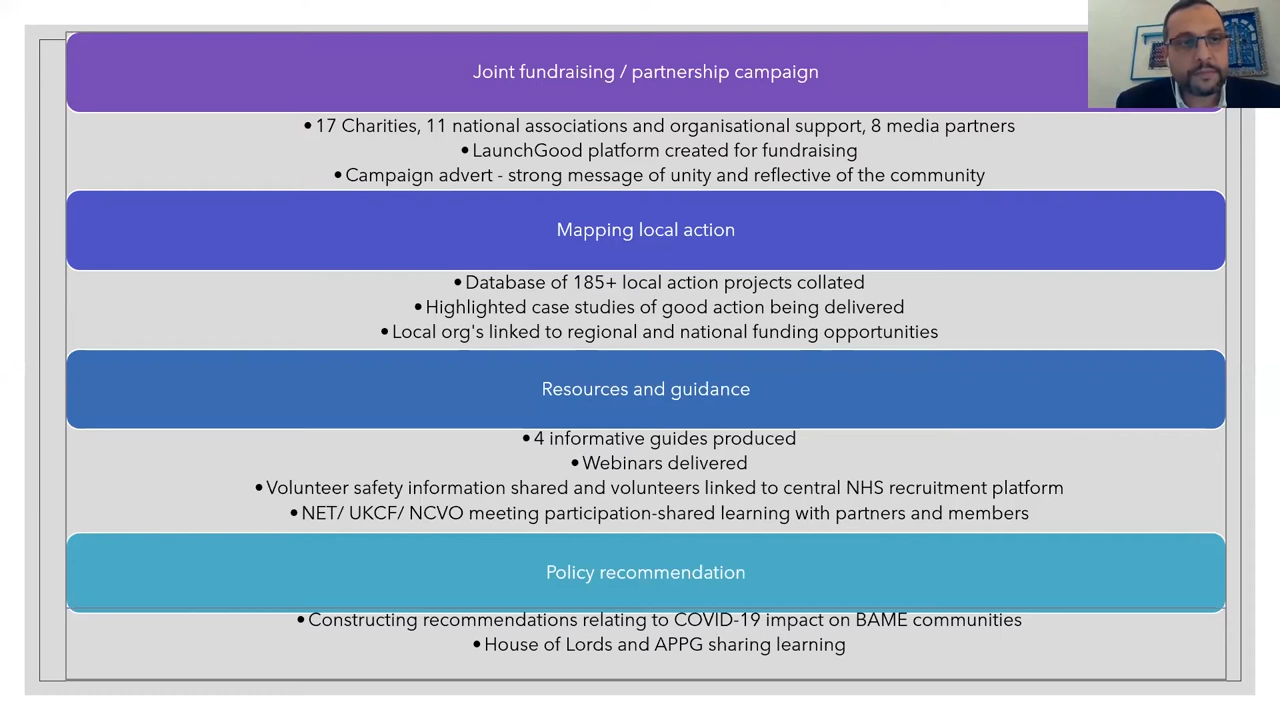 Joint fundraising / partnership campaign
•17 Charities, 11 national associations and organisational support, 8 media partners
•LaunchGood platform created for fundraising
•Campaign advert - strong message of unity and reflective of the community
Mapping local action
•Database of 185+ local action projects collated
•Highlighted case studies of good action being delivered
•Local org's linked to regional and national funding opportunities
Resources and guidance
•4 informative guides produced
•Webinars delivered
•Volunteer safety information shared and volunteers linked to central NHS recruitment platform
•NET/ UKCF/ NCVO meeting participation-shared learning with partners and members
Policy recommendation
•Constructing recommendations relating to COVID-19 impact on BAME communities
•House of Lords and APPG sharing learning